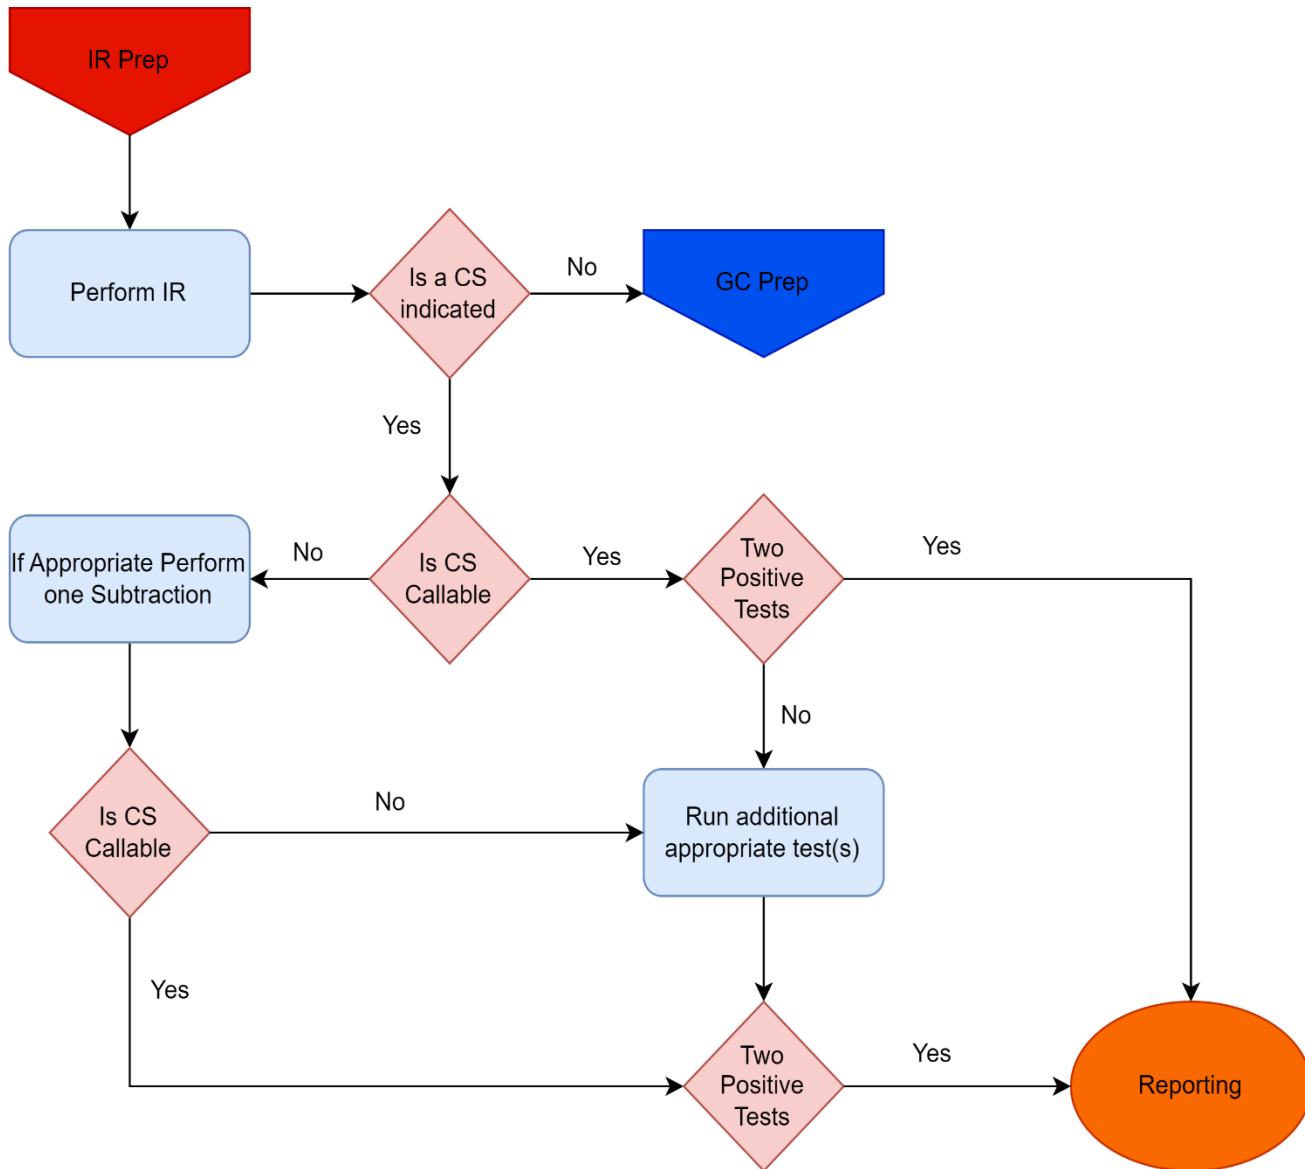 IR Prep
Perform IR
Is a CS
indicated
No
GC Prep
Yes
If Appropriate Perform
one Subtraction
No
Is CS
Callable
Yes
Two
Positive
Tests
Yes
No
Is CS
Callable
No
Run additional
appropriate test(s)
Yes
Two
Positive
Tests
Yes
Reporting